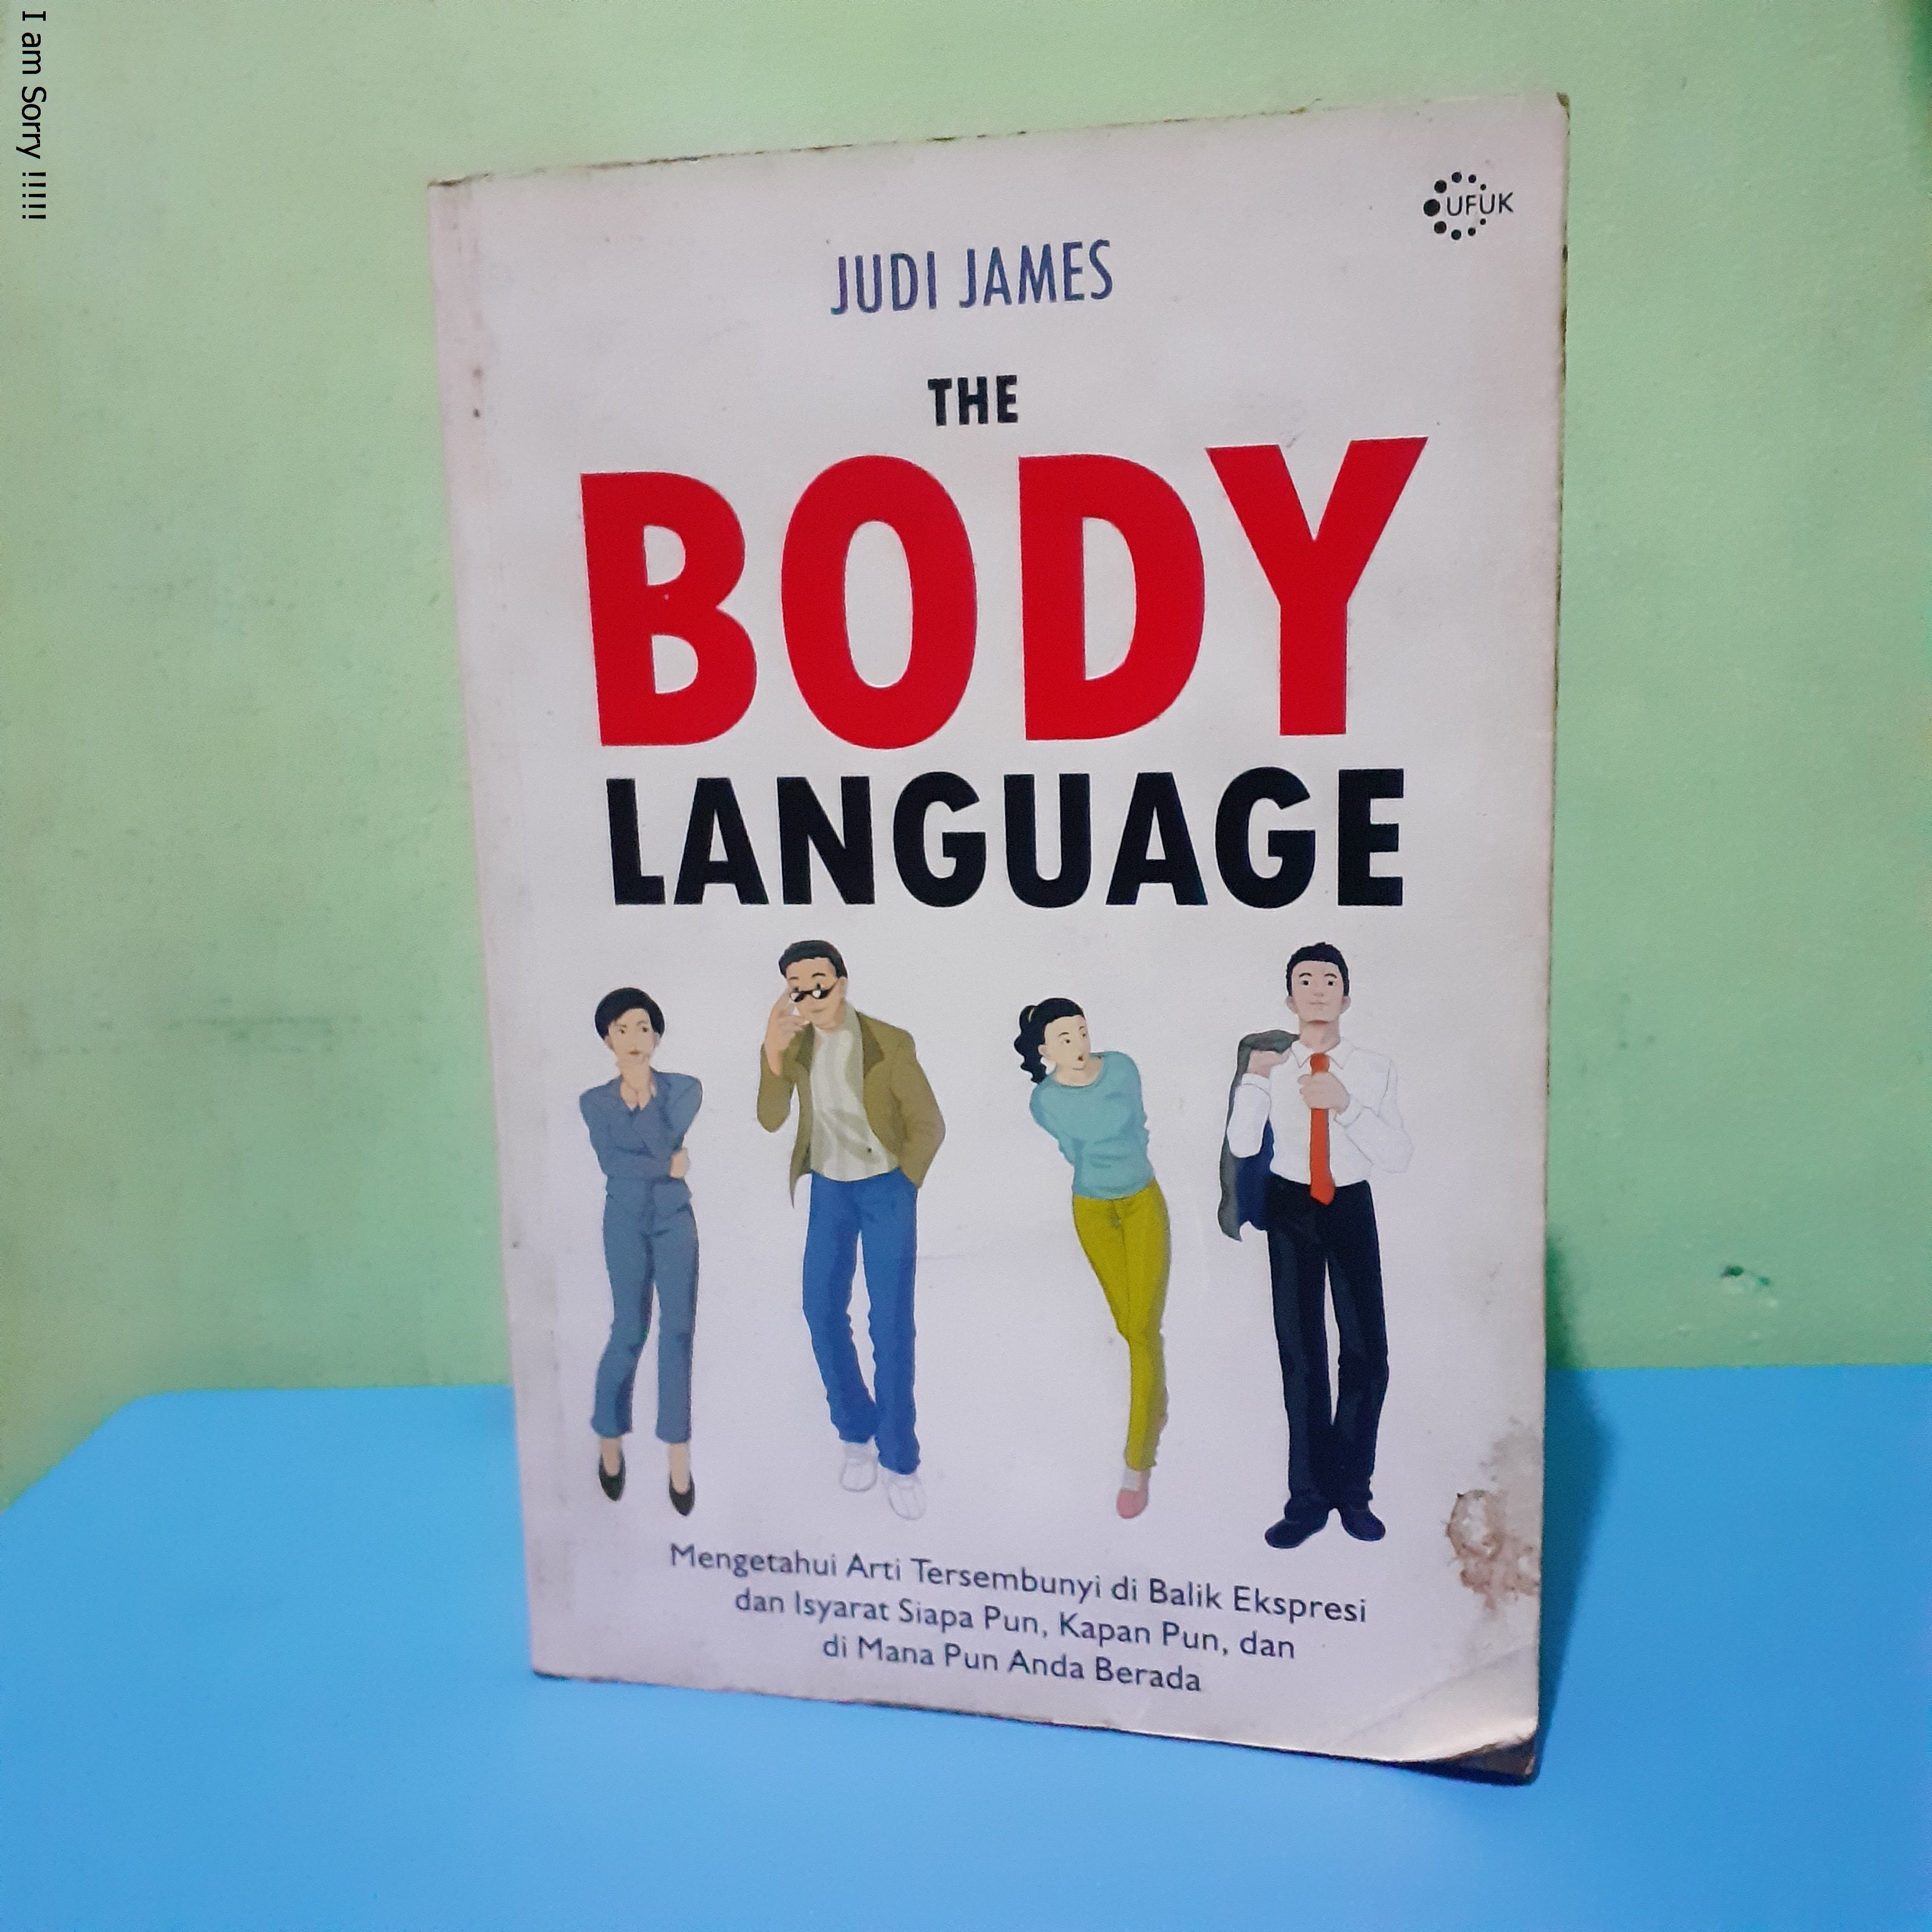 I am Sorry !!!!!
UFUK
JUDI JAMES
THE
BODY
LANGUAGE
Mengetahui Arti Tersembunyi di Balik Ekspresi
dan Isyarat Siapa Pun, Kapan Pun, dan
di Mana Pun Anda Berada